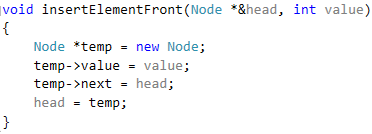 void insertElementFront(Node *&head, int value)
{
    Node *temp = new Node;
    temp->value = value;
    temp->next = head;
    head = temp;
}